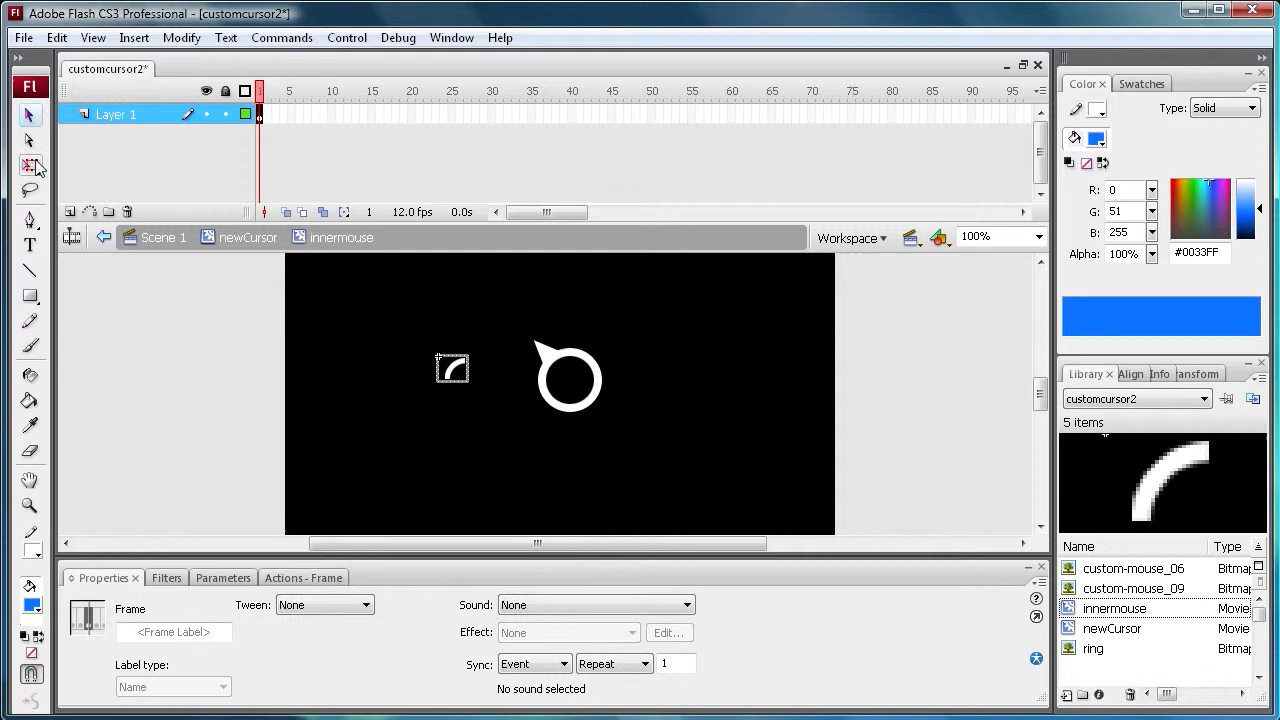 Adobe Flash CS3 Professional - [customcursor2*]
File Edit View Insert Modify Text Commands Control Debug Window Help
customcursor2*
Fl
1 5 10 15 20 25 30 35 40 45 50 55 60 65 70 75 80 85 90 95
Layer 1
1 12.0 fps 0.0s
Scene 1 newCursor innermouse Workspace 100%
Color Swatches
Type: Solid
R: 0
G: 51
B: 255
Alpha: 100% #0033FF
Library Align Info ransform
customcursor2
5 items
Name Type
custom-mouse_06 Bitmap
custom-mouse_09 Bitmap
innermouse Movie
newCursor Movie
ring Bitmap
Properties Filters Parameters Actions - Frame
Frame Tween: None Sound: None
<Frame Label> Effect: None Edit...
Label type: Sync: Event Repeat 1
Name No sound selected